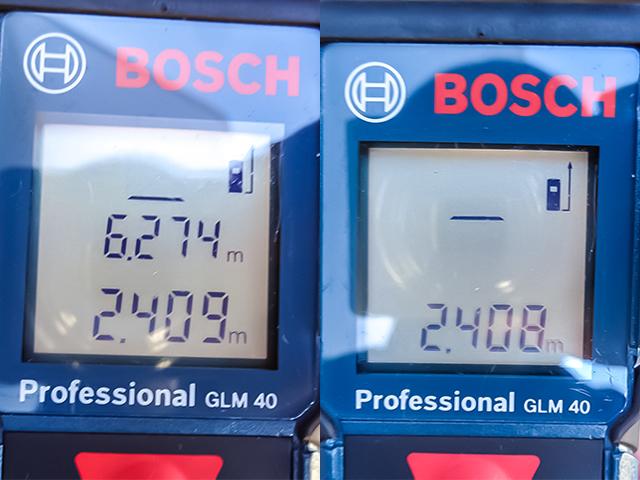 BOSCH
6.274 m
2.409 m
Professional GLM 40
BOSCH
2.408 m
Professional GLM 40